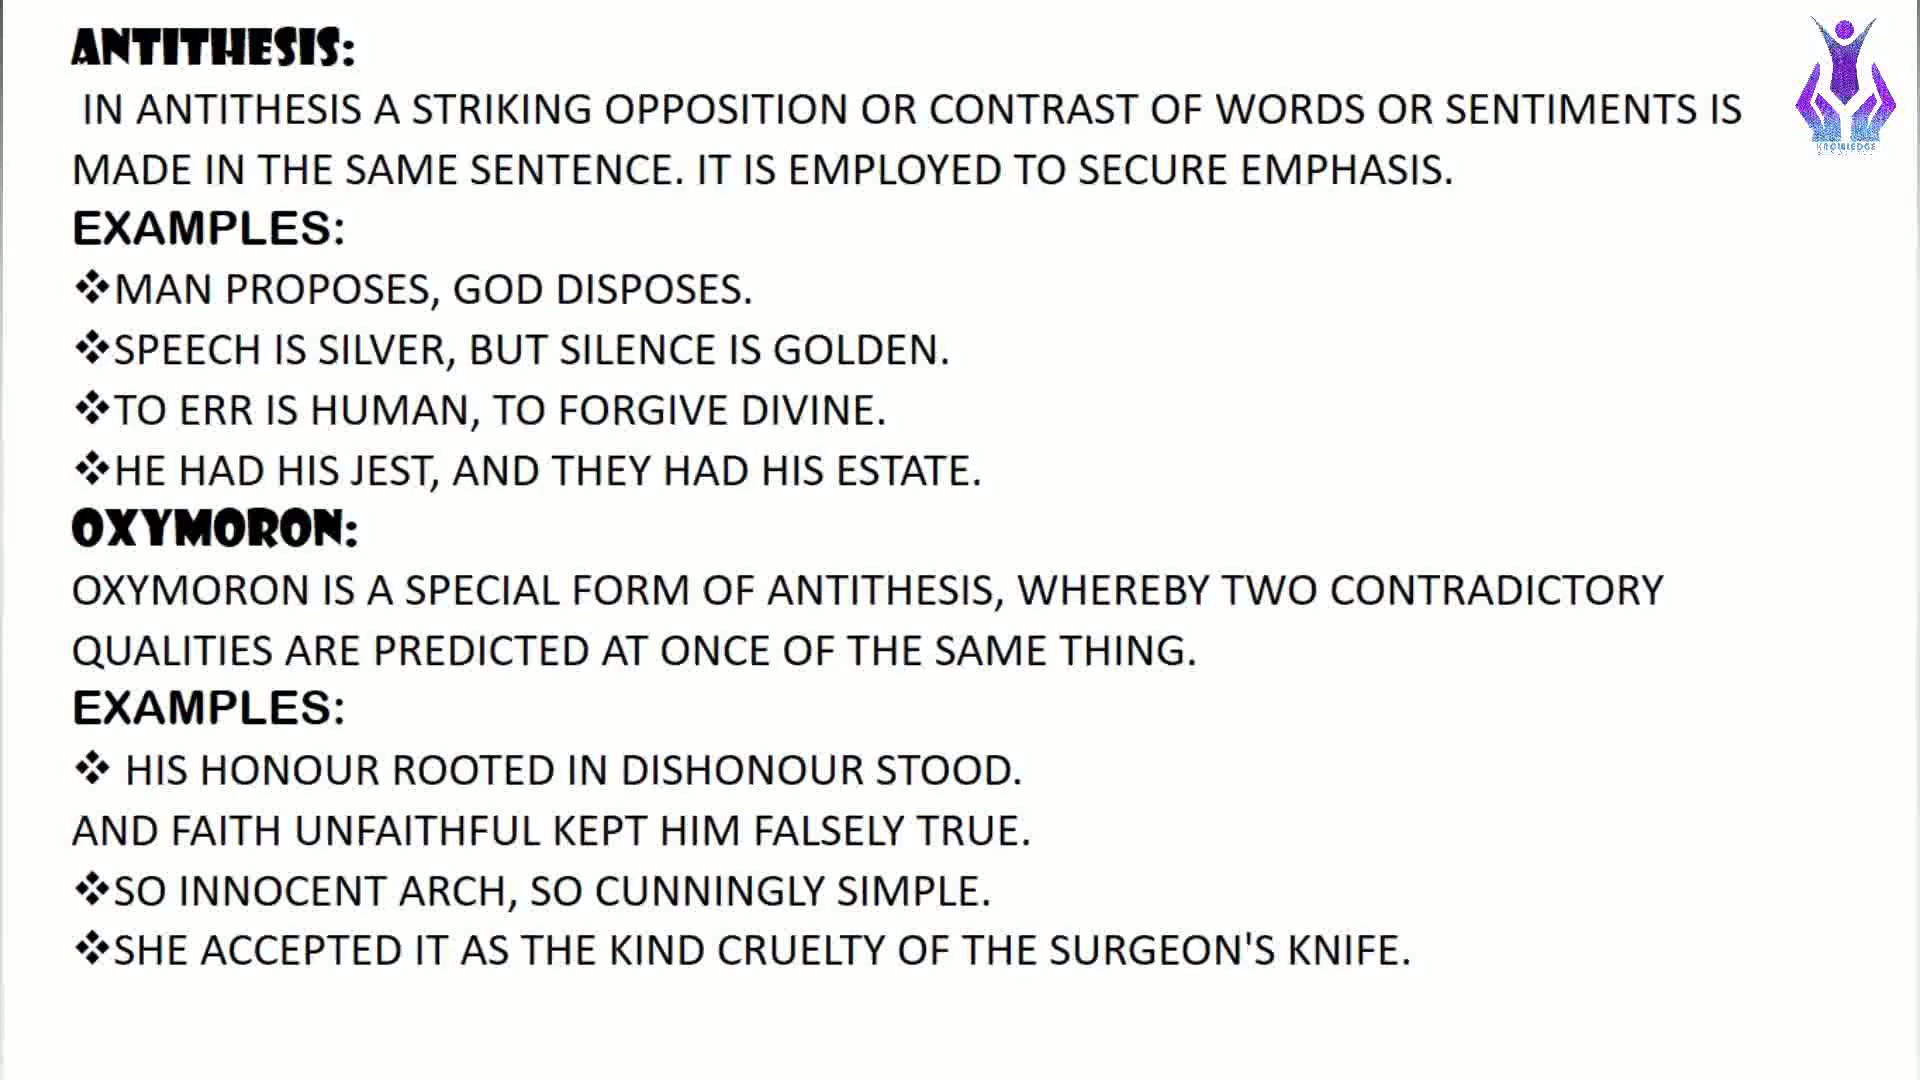 ANTITHESIS:
IN ANTITHESIS A STRIKING OPPOSITION OR CONTRAST OF WORDS OR SENTIMENTS IS
MADE IN THE SAME SENTENCE. IT IS EMPLOYED TO SECURE EMPHASIS.
EXAMPLES:
❖MAN PROPOSES, GOD DISPOSES.
❖SPEECH IS SILVER, BUT SILENCE IS GOLDEN.
❖TO ERR IS HUMAN, TO FORGIVE DIVINE.
❖HE HAD HIS JEST, AND THEY HAD HIS ESTATE.
OXYMORON:
OXYMORON IS A SPECIAL FORM OF ANTITHESIS, WHEREBY TWO CONTRADICTORY
QUALITIES ARE PREDICTED AT ONCE OF THE SAME THING.
EXAMPLES:
❖ HIS HONOUR ROOTED IN DISHONOUR STOOD.
AND FAITH UNFAITHFUL KEPT HIM FALSELY TRUE.
❖SO INNOCENT ARCH, SO CUNNINGLY SIMPLE.
❖SHE ACCEPTED IT AS THE KIND CRUELTY OF THE SURGEON'S KNIFE.
KNOWLEDGE